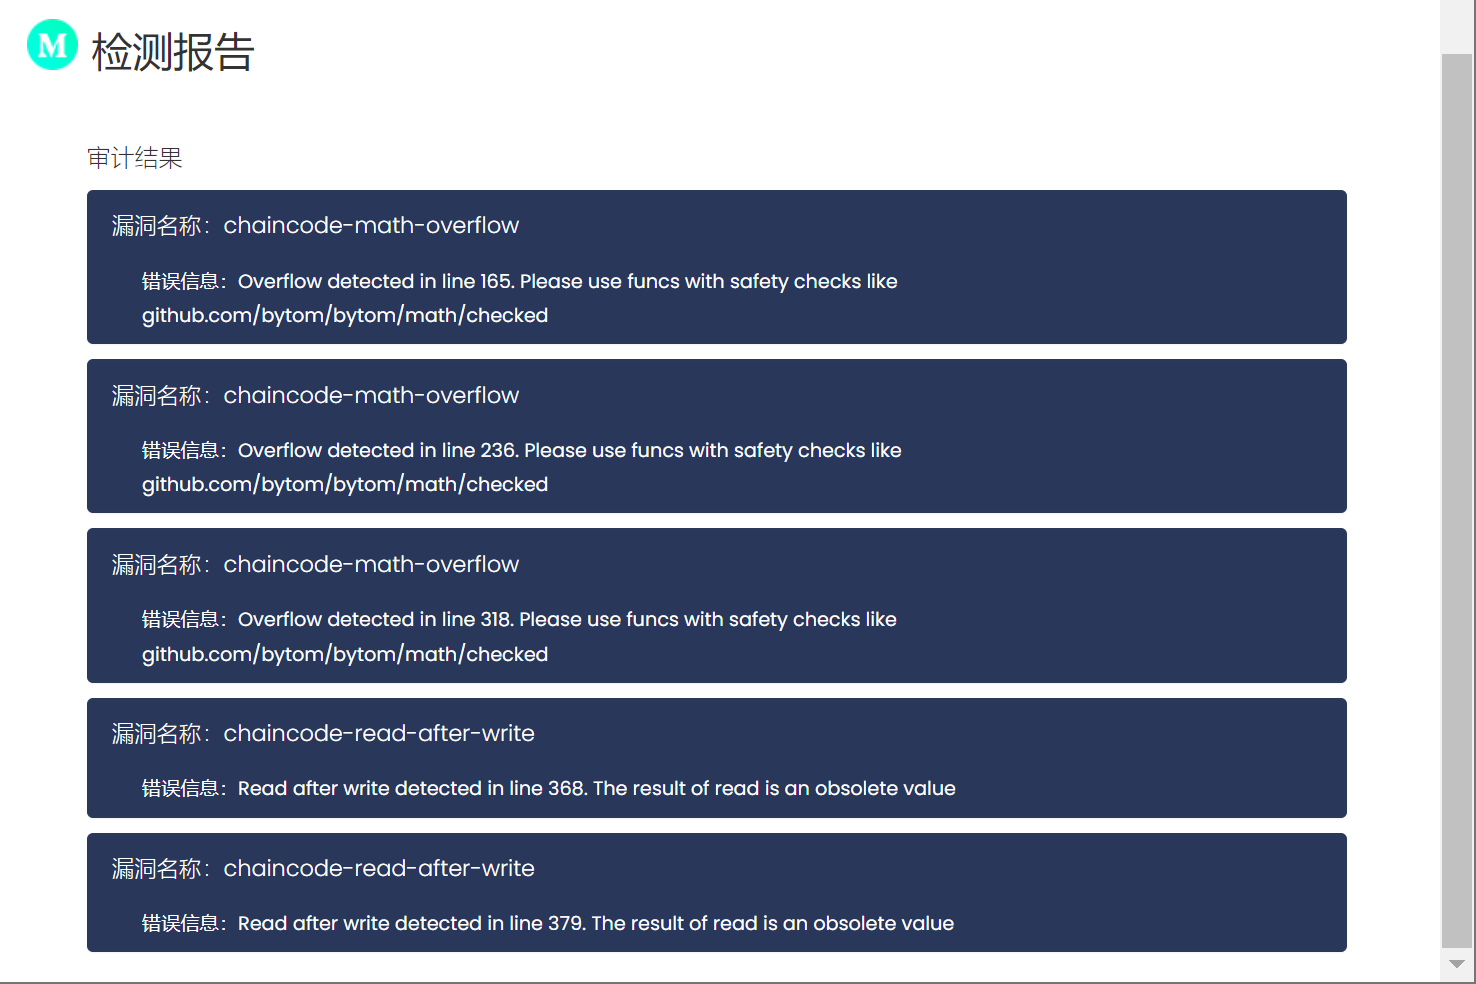 M 检测报告
审计结果
漏洞名称：chaincode-math-overflow
错误信息：Overflow detected in line 165. Please use funcs with safety checks like
github.com/bytom/bytom/math/checked
漏洞名称：chaincode-math-overflow
错误信息：Overflow detected in line 236. Please use funcs with safety checks like
github.com/bytom/bytom/math/checked
漏洞名称：chaincode-math-overflow
错误信息：Overflow detected in line 318. Please use funcs with safety checks like
github.com/bytom/bytom/math/checked
漏洞名称：chaincode-read-after-write
错误信息：Read after write detected in line 368. The result of read is an obsolete value
漏洞名称：chaincode-read-after-write
错误信息：Read after write detected in line 379. The result of read is an obsolete value